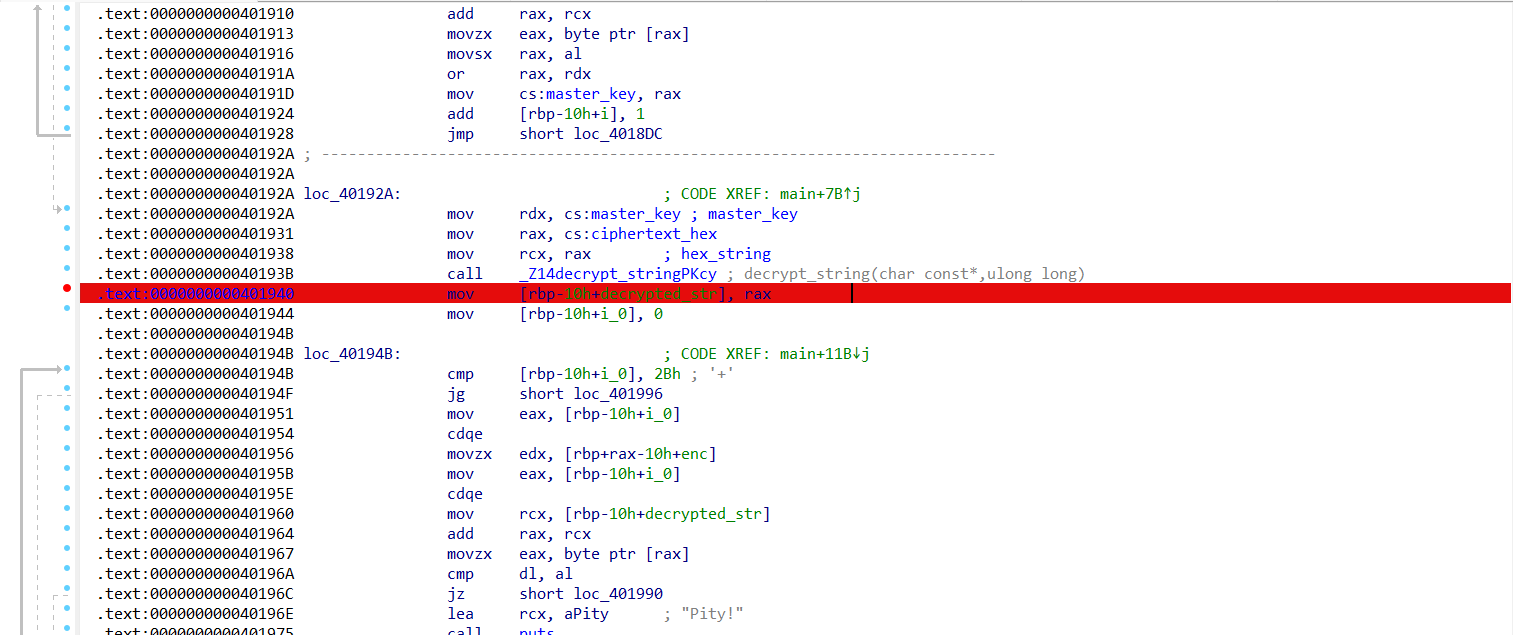 .text:0000000000401910 add rax, rcx
.text:0000000000401913 movzx eax, byte ptr [rax]
.text:0000000000401916 movsx rax, al
.text:000000000040191A or rax, rdx
.text:000000000040191D mov cs:master_key, rax
.text:0000000000401924 add [rbp-10h+i], 1
.text:0000000000401928 jmp short loc_4018DC
.text:000000000040192A ; ---------------------------------------------------------------------------
.text:000000000040192A
.text:000000000040192A loc_40192A: ; CODE XREF: main+7B↑j
.text:000000000040192A mov rdx, cs:master_key ; master_key
.text:0000000000401931 mov rax, cs:ciphertext_hex
.text:0000000000401938 mov rcx, rax ; hex_string
.text:000000000040193B call _Z14decrypt_stringPKcy ; decrypt_string(char const*,ulong long)
.text:0000000000401940 mov [rbp-10h+decrypted_str], rax
.text:0000000000401944 mov [rbp-10h+i_0], 0
.text:000000000040194B
.text:000000000040194B loc_40194B: ; CODE XREF: main+11B↓j
.text:000000000040194B cmp [rbp-10h+i_0], 2Bh ; '+'
.text:000000000040194F jg short loc_401996
.text:0000000000401951 mov eax, [rbp-10h+i_0]
.text:0000000000401954 cdqe
.text:0000000000401956 movzx edx, [rbp+rax-10h+enc]
.text:000000000040195B mov eax, [rbp-10h+i_0]
.text:000000000040195E cdqe
.text:0000000000401960 mov rcx, [rbp-10h+decrypted_str]
.text:0000000000401964 add rax, rcx
.text:0000000000401967 movzx eax, byte ptr [rax]
.text:000000000040196A cmp dl, al
.text:000000000040196C jz short loc_401990
.text:000000000040196E lea rcx, aPity ; "Pity!"
.text:0000000000401975 call puts